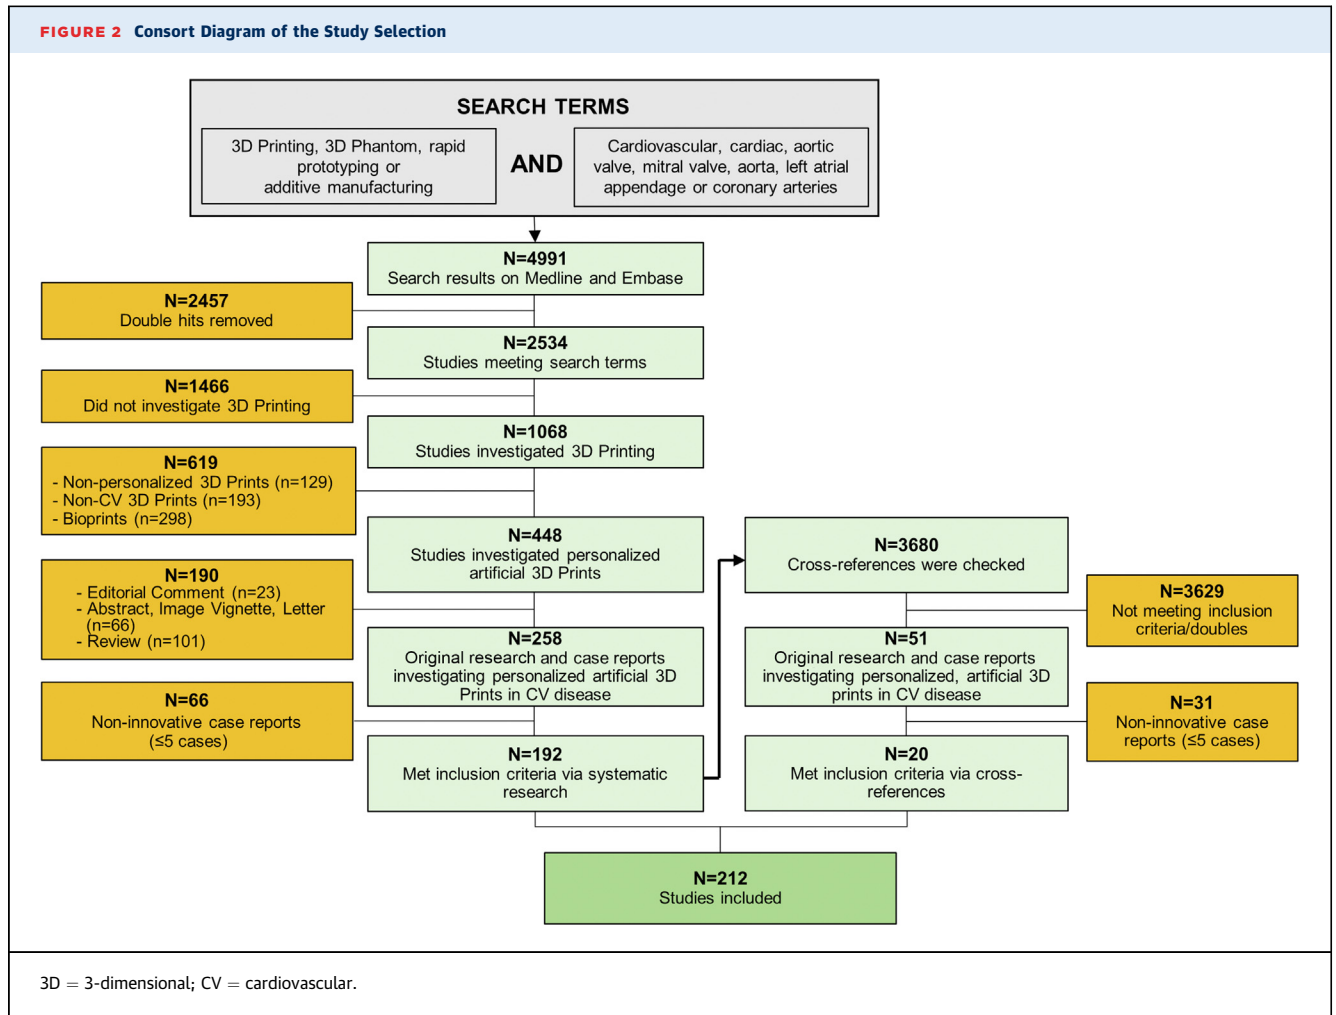 FIGURE 2 Consort Diagram of the Study Selection
SEARCH TERMS
3D Printing, 3D Phantom, rapid
prototyping or
additive manufacturing
AND
Cardiovascular, cardiac, aortic
valve, mitral valve, aorta, left atrial
appendage or coronary arteries
N=4991
Search results on Medline and Embase
N=2457
Double hits removed
N=2534
Studies meeting search terms
N=1466
Did not investigate 3D Printing
N=1068
Studies investigated 3D Printing
N=619
- Non-personalized 3D Prints (n=129)
- Non-CV 3D Prints (n=193)
- Bioprints (n=298)
N=448
Studies investigated personalized
artificial 3D Prints
N=190
- Editorial Comment (n=23)
- Abstract, Image Vignette, Letter
(n=66)
- Review (n=101)
N=258
Original research and case reports
investigating personalized artificial 3D
Prints in CV disease
N=66
Non-innovative case reports
(≤5 cases)
N=192
Met inclusion criteria via systematic
research
N=3680
Cross-references were checked
N=3629
Not meeting inclusion
criteria/doubles
N=51
Original research and case reports
investigating personalized, artificial 3D
prints in CV disease
N=31
Non-innovative case
reports (≤5 cases)
N=20
Met inclusion criteria via cross-
references
N=212
Studies included
3D = 3-dimensional; CV = cardiovascular.